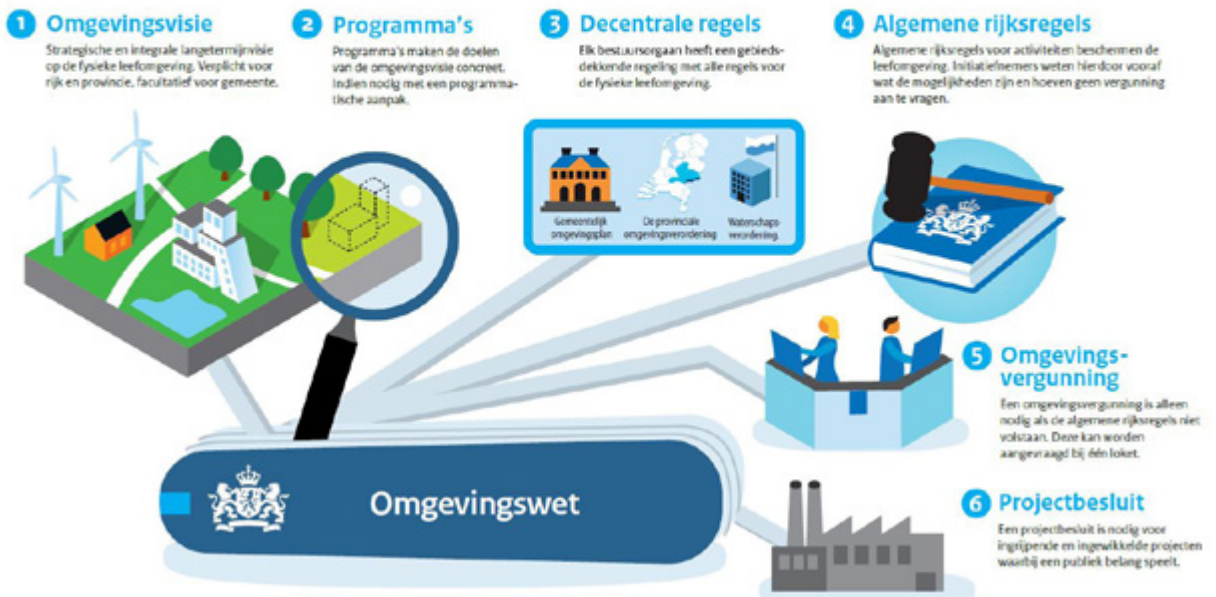 1 Omgevingsvisie
Strategische en integrale langetermijnvisie
op de fysieke leefomgeving. Verplicht voor
rijk en provincie, facultatief voor gemeente.
2 Programma's
Programma's maken de doelen
van de omgevingsvisie concreet.
Indien nodig met een programma-
tische aanpak.
3 Decentrale regels
Elk bestuursorgaan heeft een gebieds-
dekkende regeling met alle regels voor
de fysieke leefomgeving.
Gemeentelijk
omgevingsplan
De provinciale
omgevingsverordening
Waterschaps-
verordening.
4 Algemene rijksregels
Algemene rijksregels voor activiteiten beschermen de
leefomgeving. Initiatiefnemers weten hierdoor vooraf
wat de mogelijkheden zijn en hoeven geen vergunning
aan te vragen.
5 Omgevings-
vergunning
Een omgevingsvergunning is alleen
nodig als de algemene rijksregels niet
volstaan. Deze kan worden
aangevraagd bij één loket.
6 Projectbesluit
Een projectbesluit is nodig voor
ingrijpende en ingewikkelde projecten
waarbij een publiek belang speelt.
Omgevingswet